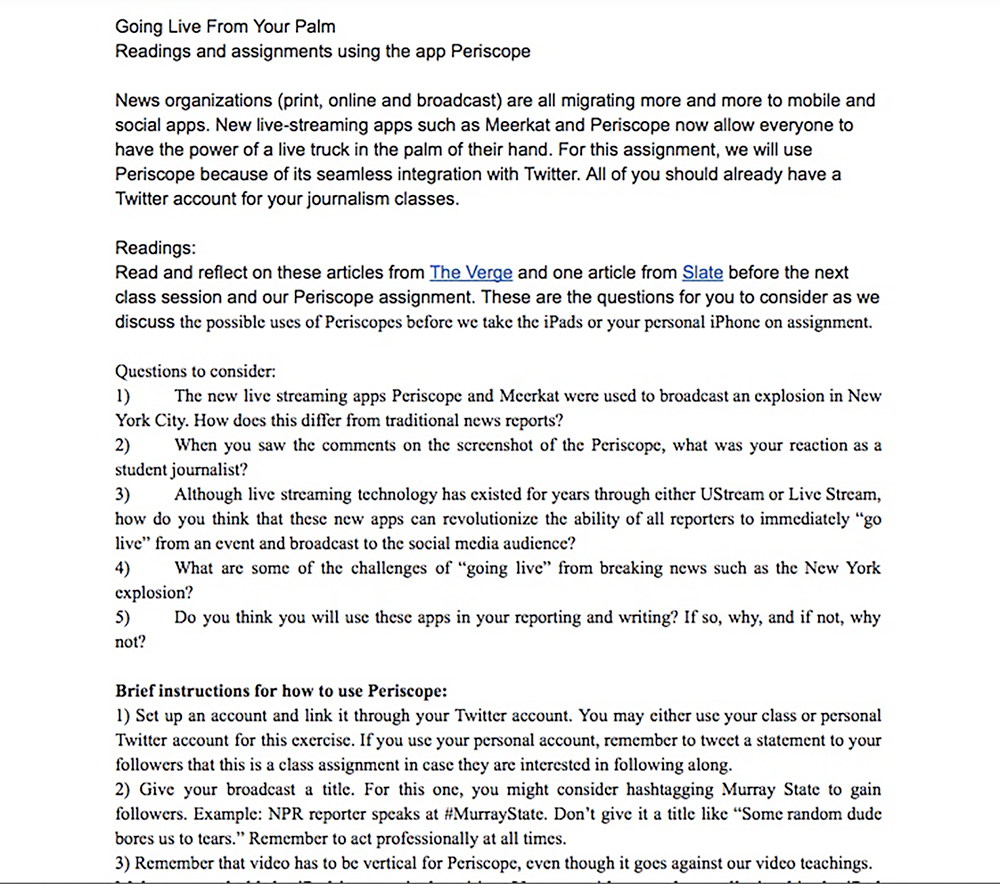 Going Live From Your Palm
Readings and assignments using the app Periscope
News organizations (print, online and broadcast) are all migrating more and more to mobile and
social apps. New live-streaming apps such as Meerkat and Periscope now allow everyone to
have the power of a live truck in the palm of their hand. For this assignment, we will use
Periscope because of its seamless integration with Twitter. All of you should already have a
Twitter account for your journalism classes.
Readings:
Read and reflect on these articles from The Verge and one article from Slate before the next
class session and our Periscope assignment. These are the questions for you to consider as we
discuss the possible uses of Periscopes before we take the iPads or your personal iPhone on assignment.
Questions to consider:
1) The new live streaming apps Periscope and Meerkat were used to broadcast an explosion in New
York City. How does this differ from traditional news reports?
2) When you saw the comments on the screenshot of the Periscope, what was your reaction as a
student journalist?
3) Although live streaming technology has existed for years through either UStream or Live Stream,
how do you think that these new apps can revolutionize the ability of all reporters to immediately “go
live” from an event and broadcast to the social media audience?
4) What are some of the challenges of “going live” from breaking news such as the New York
explosion?
5) Do you think you will use these apps in your reporting and writing? If so, why, and if not, why
not?
Brief instructions for how to use Periscope:
1) Set up an account and link it through your Twitter account. You may either use your class or personal
Twitter account for this exercise. If you use your personal account, remember to tweet a statement to your
followers that this is a class assignment in case they are interested in following along.
2) Give your broadcast a title. For this one, you might consider hashtagging Murray State to gain
followers. Example: NPR reporter speaks at #MurrayState. Don’t give it a title like “Some random dude
bores us to tears.” Remember to act professionally at all times.
3) Remember that video has to be vertical for Periscope, even though it goes against our video teachings.